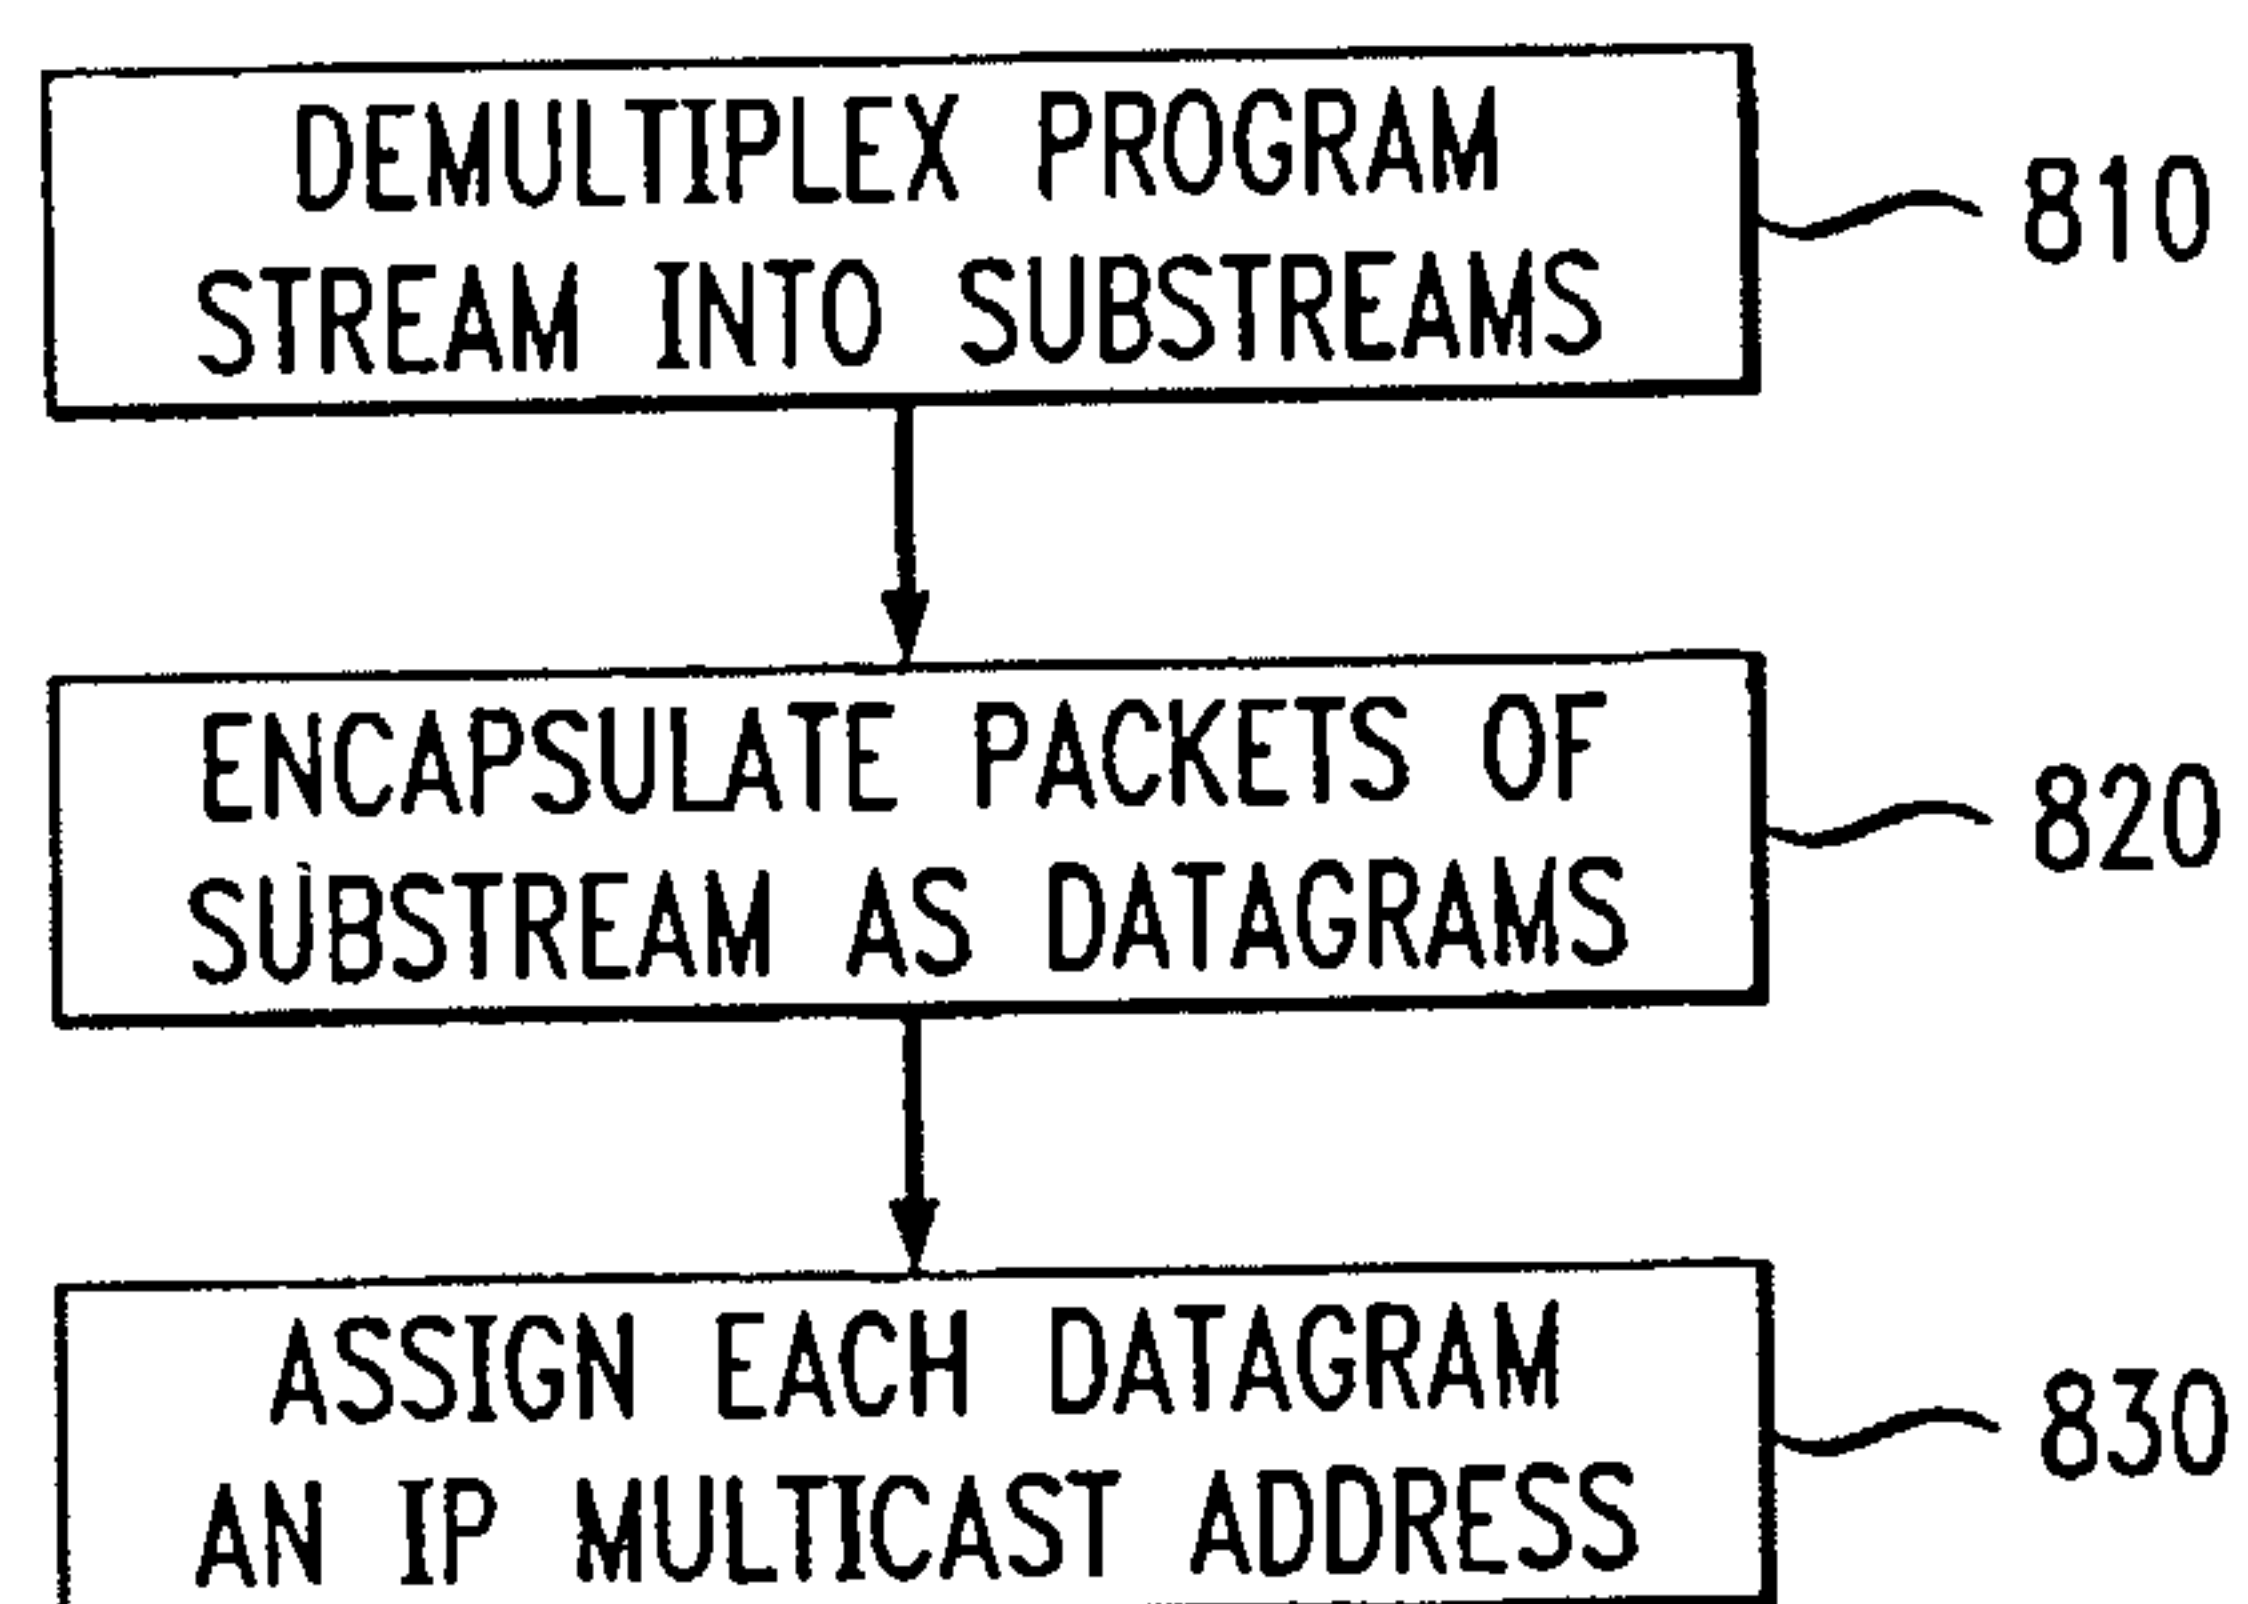 DEMULTIPLEX PROGRAM
STREAM INTO SUBSTREAMS
810
ENCAPSULATE PACKETS OF
SUBSTREAM AS DATAGRAMS
820
ASSIGN EACH DATAGRAM
AN IP MULTICAST ADDRESS
830